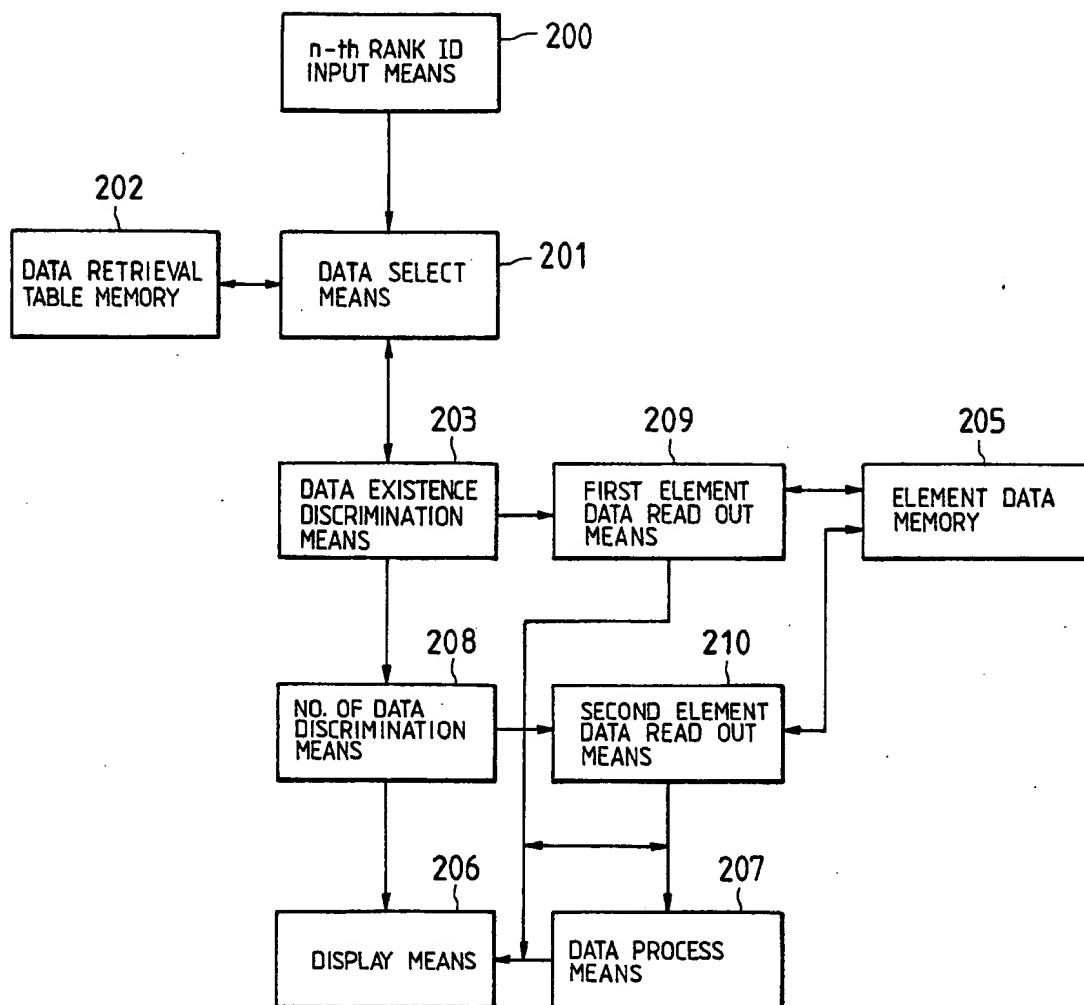 n-th RANK ID
INPUT MEANS
200
202
DATA RETRIEVAL
TABLE MEMORY
DATA SELECT
MEANS
201
203
DATA EXISTENCE
DISCRIMINATION
MEANS
209
FIRST ELEMENT
DATA READ OUT
MEANS
205
ELEMENT DATA
MEMORY
208
NO. OF DATA
DISCRIMINATION
MEANS
210
SECOND ELEMENT
DATA READ OUT
MEANS
206
DISPLAY MEANS
207
DATA PROCESS
MEANS